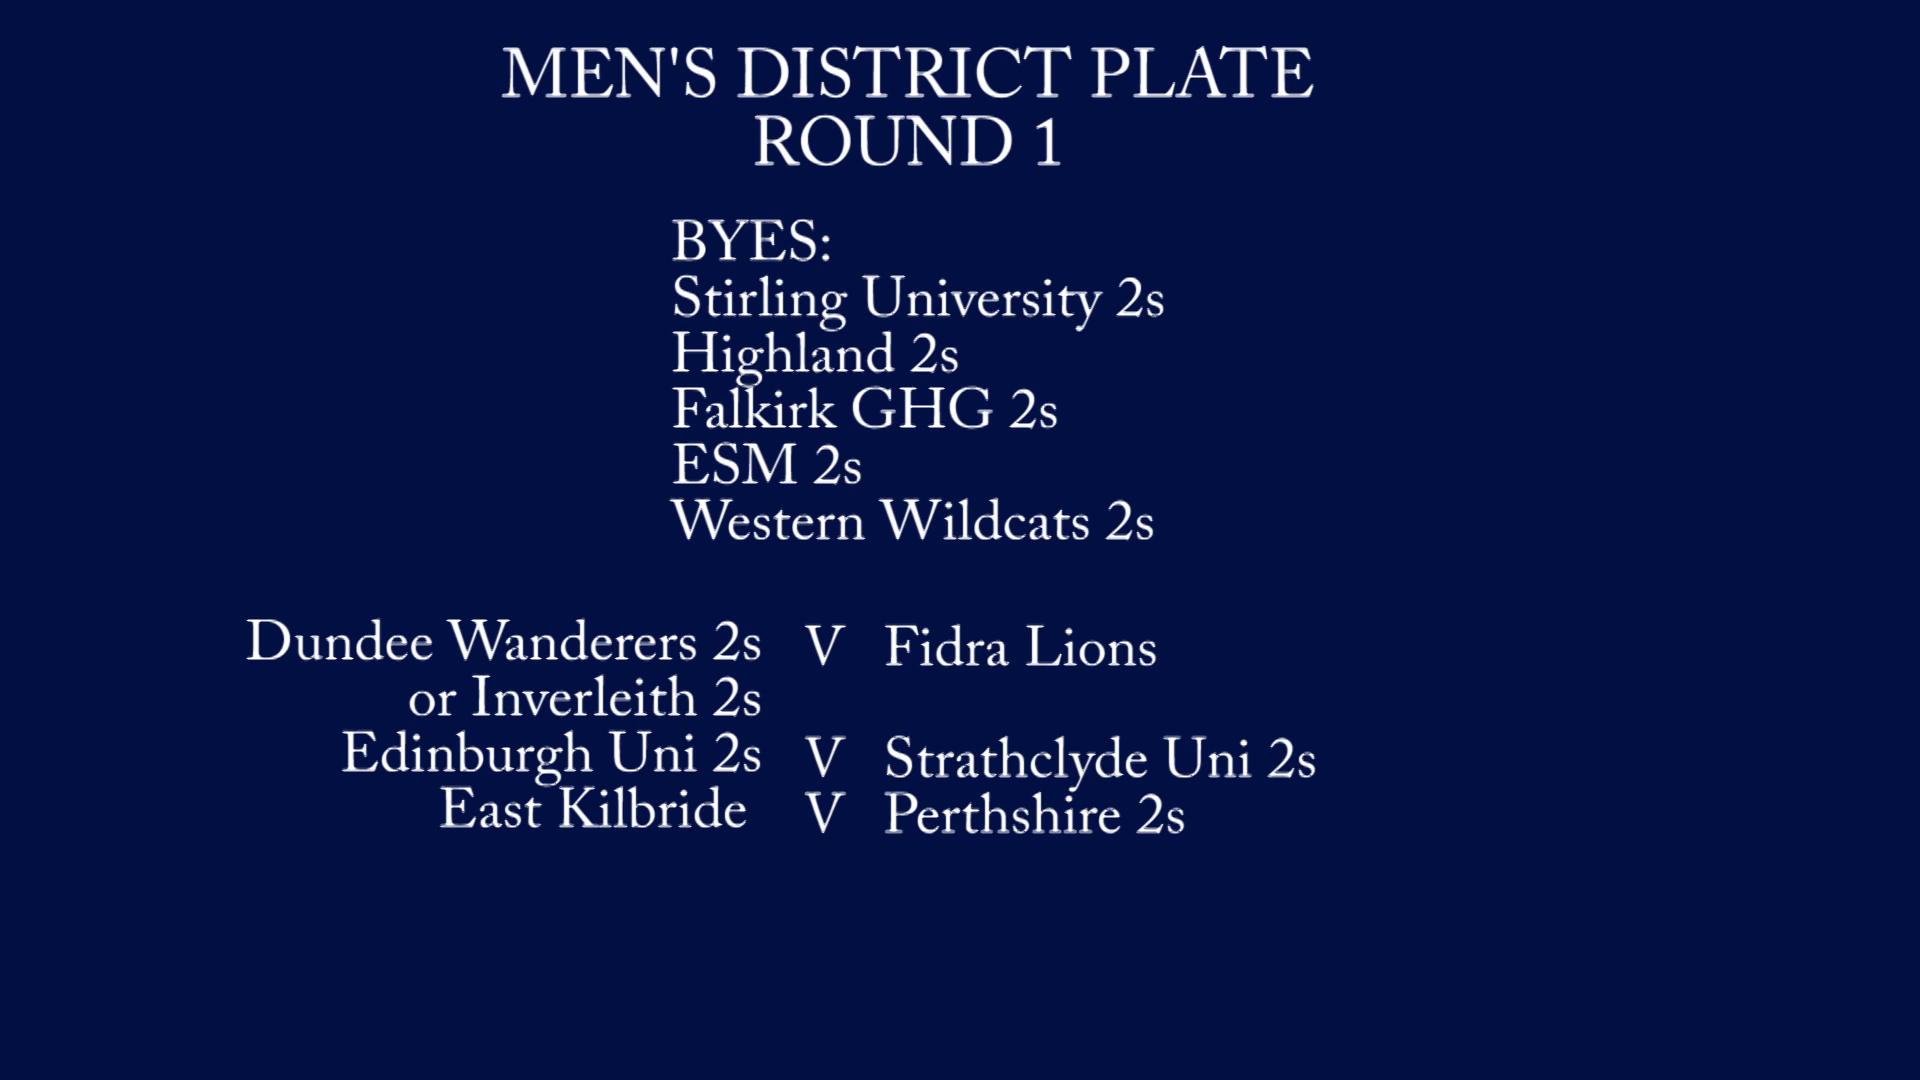 MEN'S DISTRICT PLATE
ROUND 1
BYES:
Stirling University 2s
Highland 2s
Falkirk GHG 2s
ESM 2s
Western Wildcats 2s
Dundee Wanderers 2s V Fidra Lions
or Inverleith 2s
Edinburgh Uni 2s V Strathclyde Uni 2s
East Kilbride V Perthshire 2s